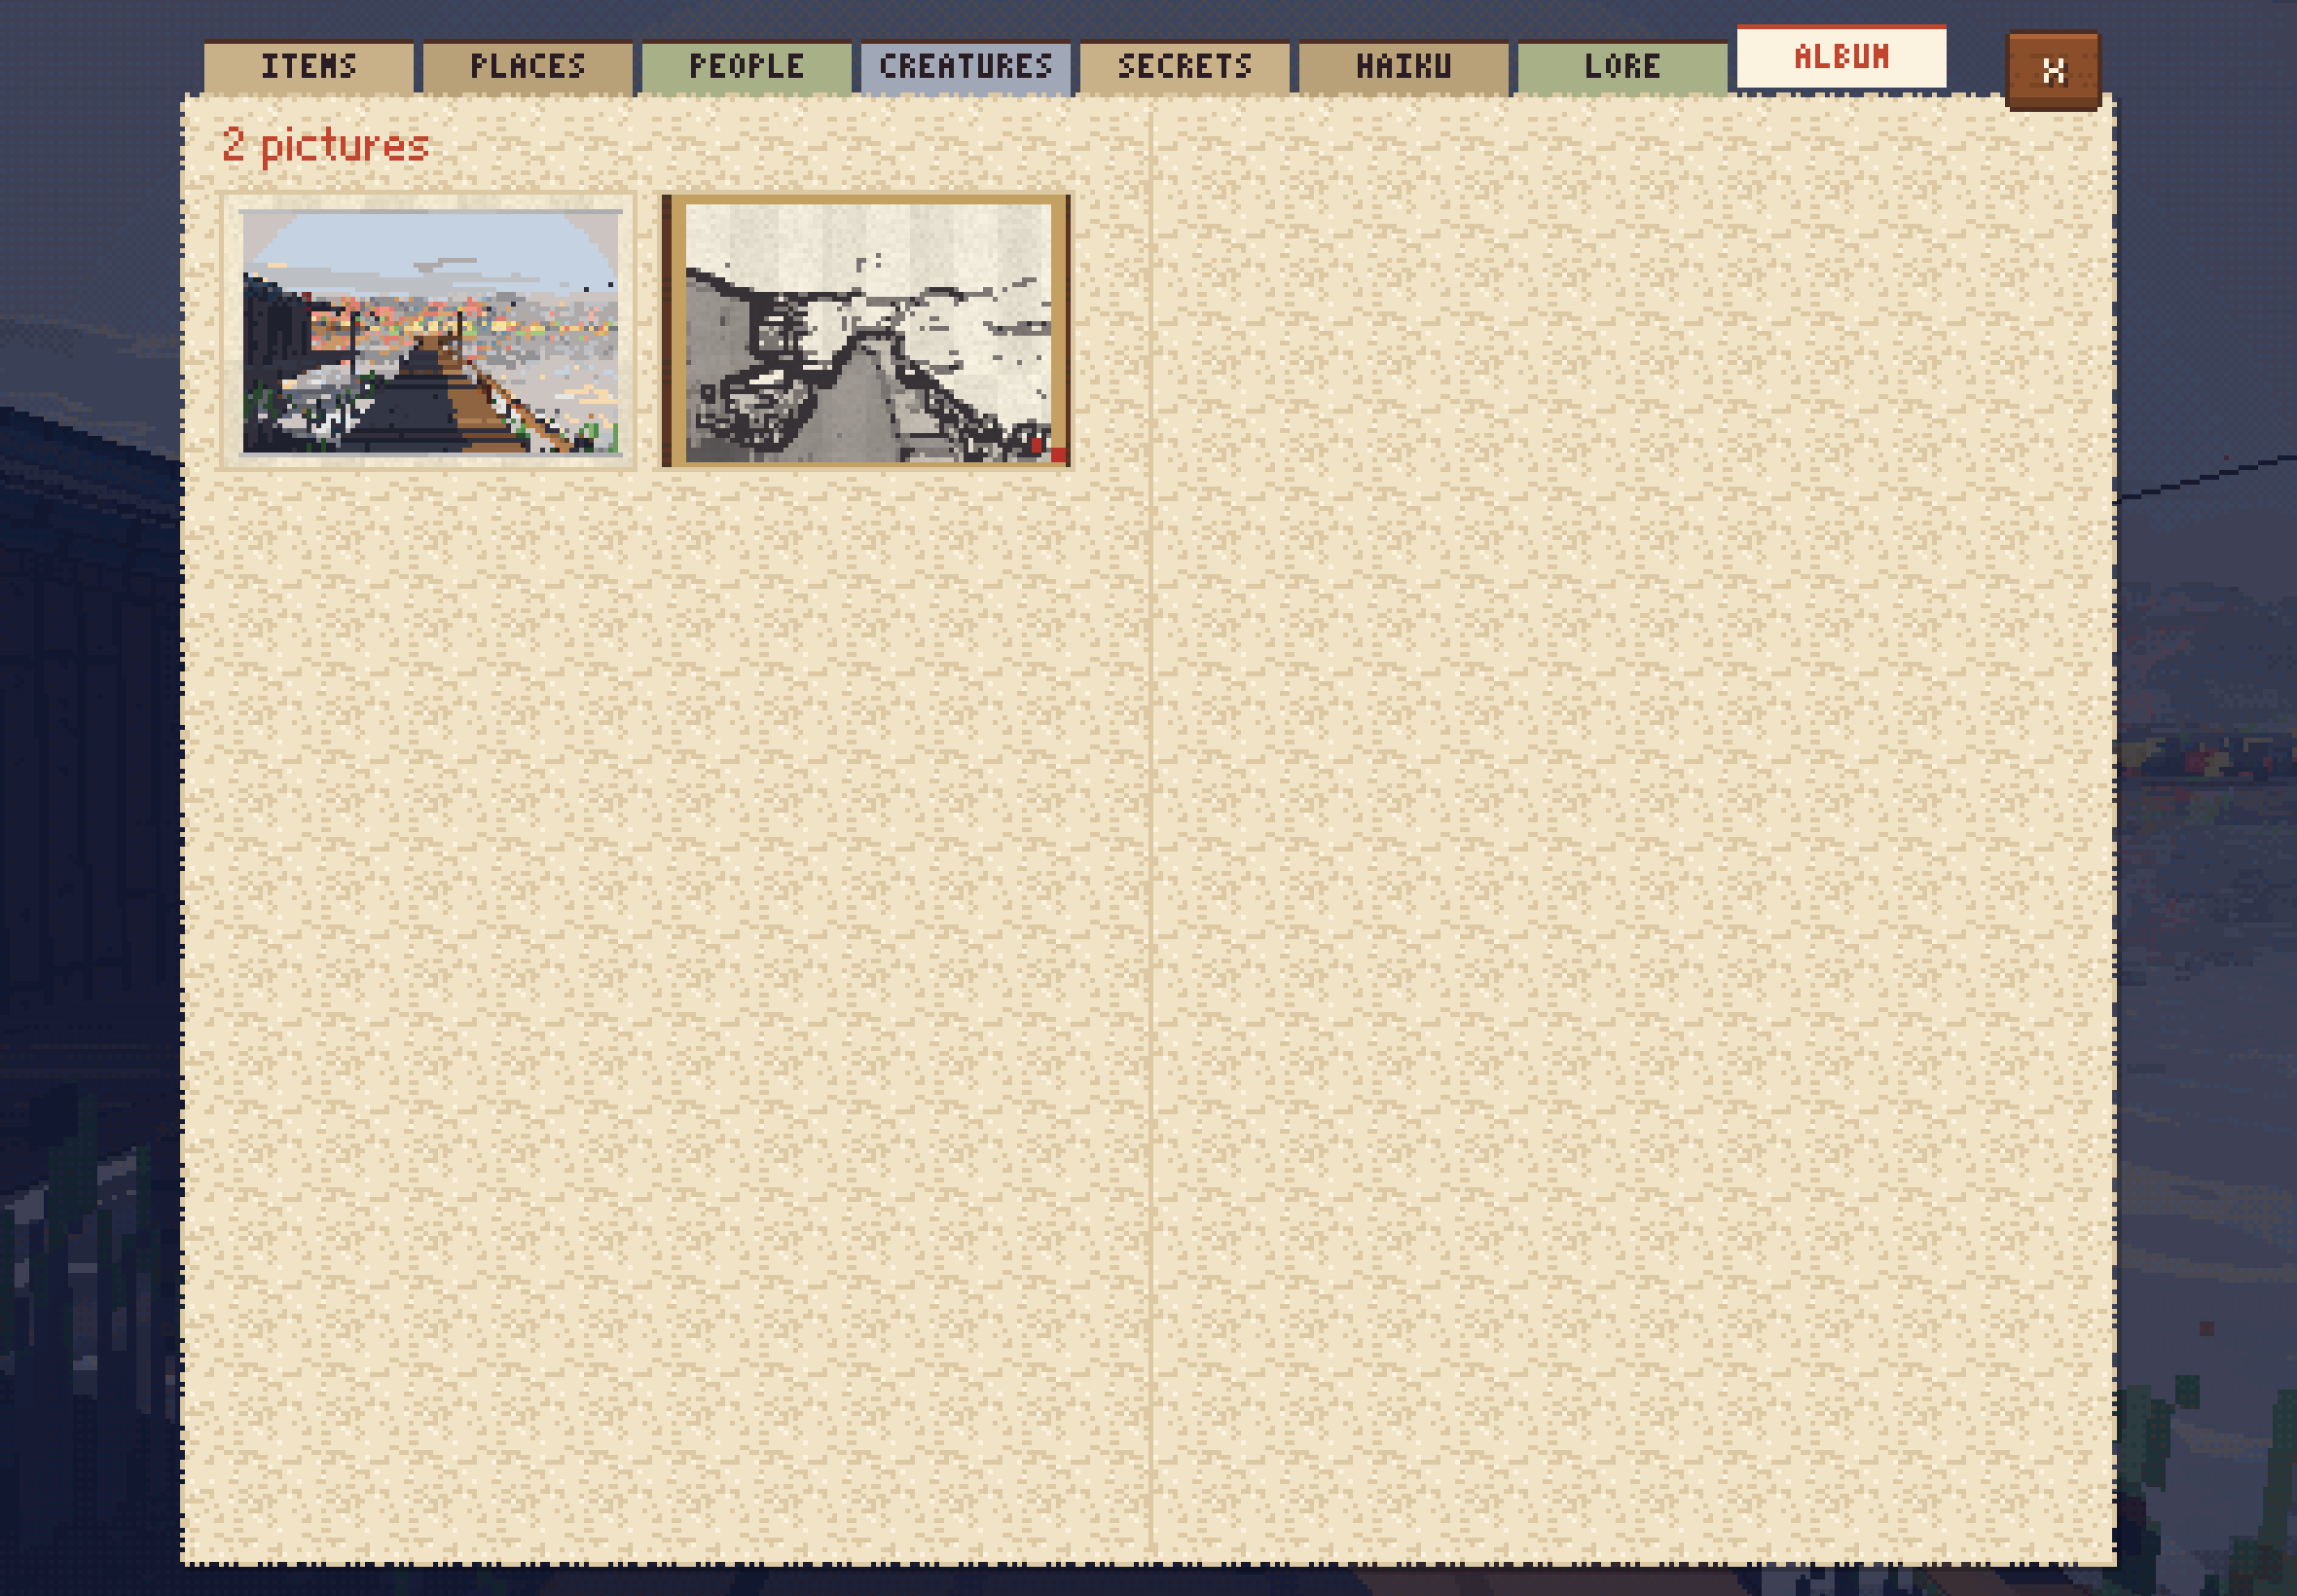 ITEMS
PLACES
PEOPLE
CREATURES
SECRETS
HAIKU
LORE
ALBUM
X
2 pictures